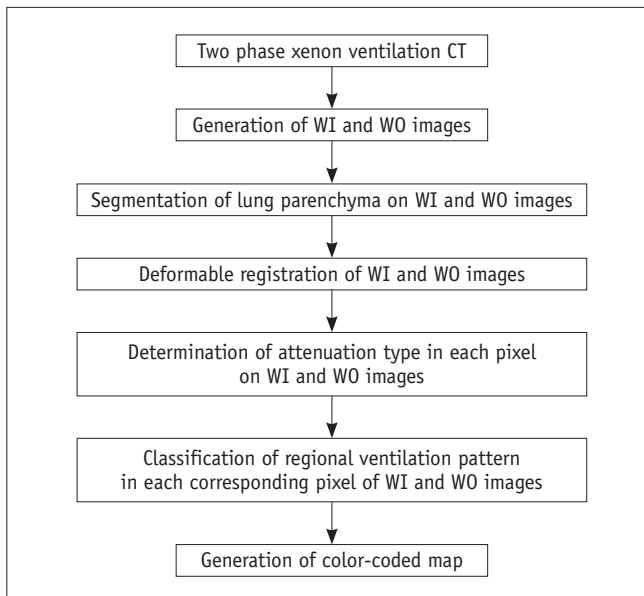 Two phase xenon ventilation CT
Generation of WI and WO images
Segmentation of lung parenchyma on WI and WO images
Deformable registration of WI and WO images
Determination of attenuation type in each pixel
on WI and WO images
Classification of regional ventilation pattern
in each corresponding pixel of WI and WO images
Generation of color-coded map